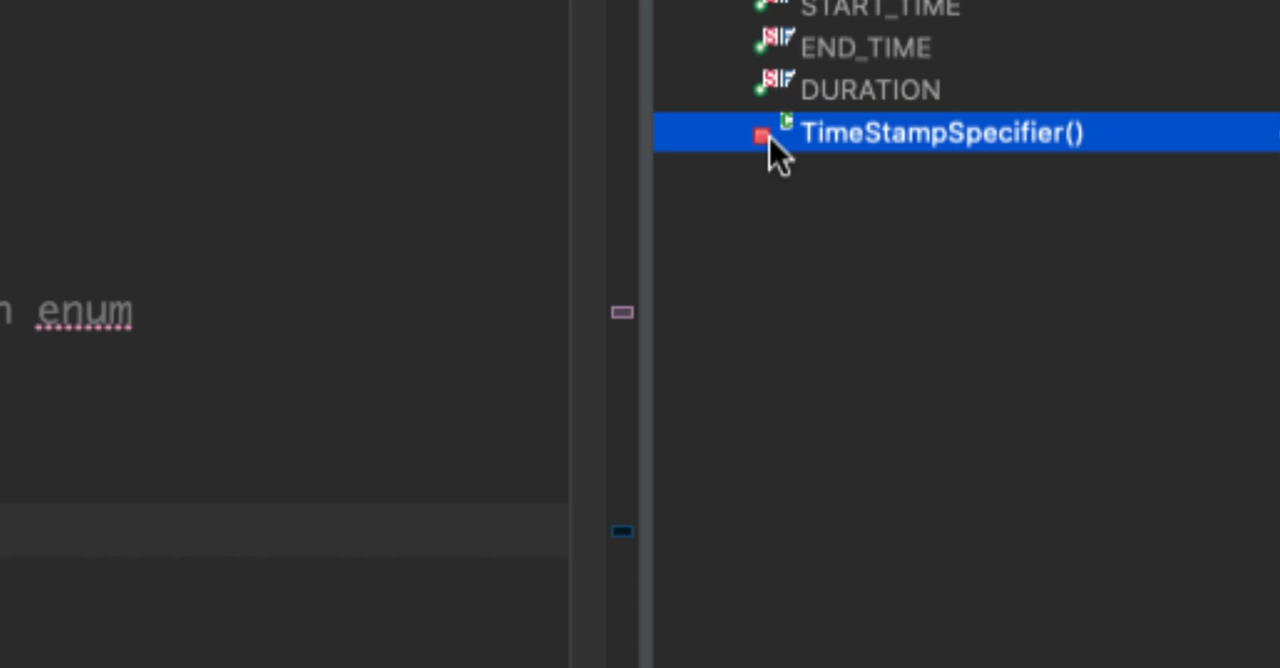 START_TIME
END_TIME
DURATION
TimeStampSpecifier()
enum